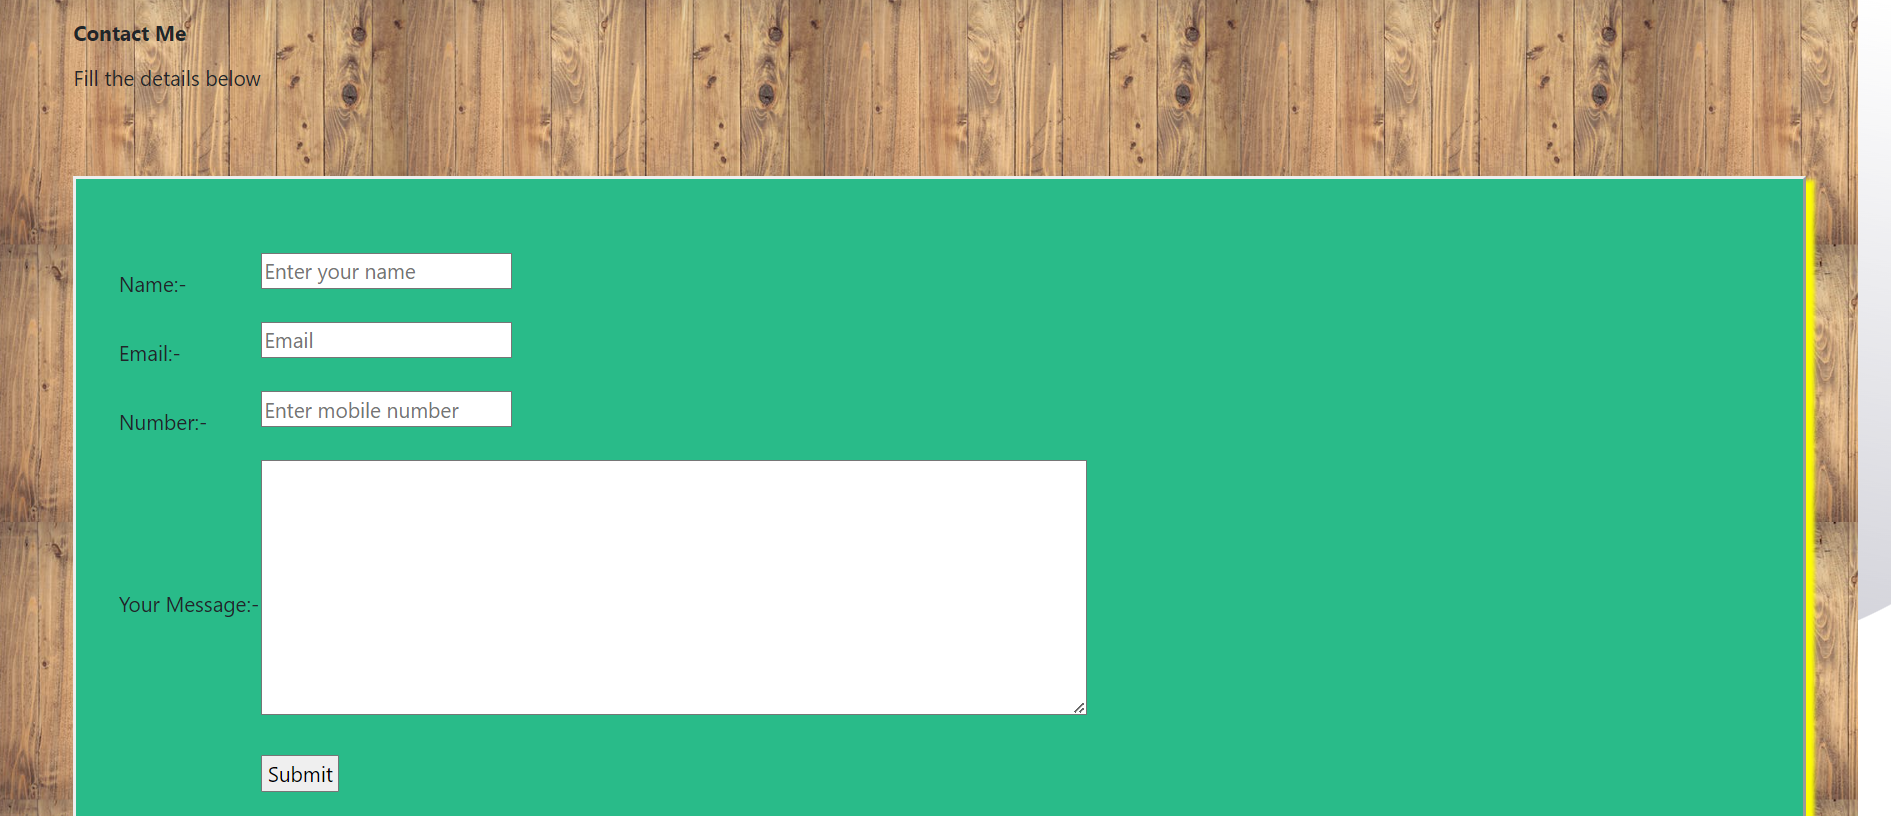 Contact Me
Fill the details below
Name:- Enter your name
Email:- Email
Number:- Enter mobile number
Your Message:-
Submit